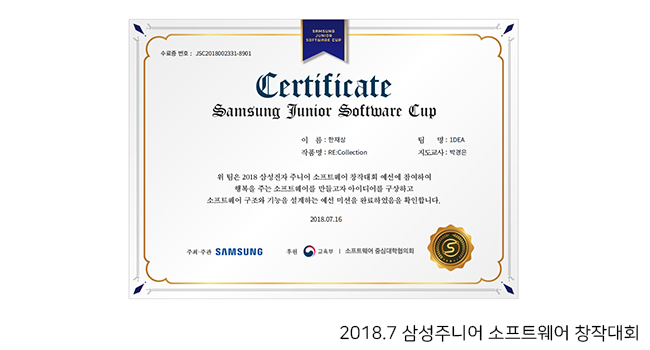 SAMSUNG
JUNIOR
SOFTWARE CUP
수료증 번호 : JSC2018002331-8901
Certificate
Samsung Junior Software Cup
이 름 : 한재상 팀 명 : 1DEA
작품명 : RE:Collection 지도교사 : 박경은
위 팀은 2018 삼성전자 주니어 소프트웨어 창작대회 예선에 참여하여
행복을 주는 소프트웨어를 만들고자 아이디어를 구상하고
소프트웨어 구조와 기능을 설계하는 예선 미션을 완료하였음을 확인합니다.
2018.07.16
주최·주관 SAMSUNG 후원 교육부 | 소프트웨어 중심대학협의회
S
2018.7 삼성주니어 소프트웨어 창작대회